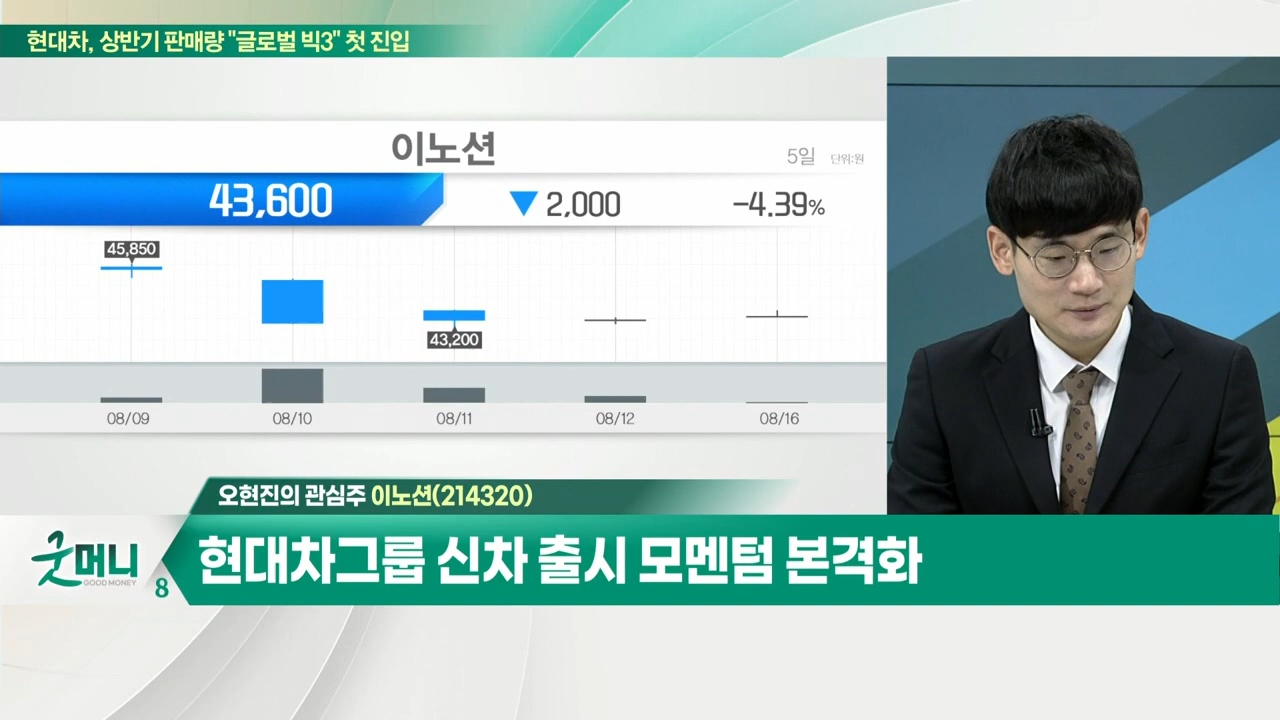 현대차, 상반기 판매량 "글로벌 빅3" 첫 진입
이노션
5일 단위:원
43,600 ▼ 2,000 -4.39%
45,850
43,200
08/09 08/10 08/11 08/12 08/16
오현진의 관심주 이노션(214320)
현대차그룹 신차 출시 모멘텀 본격화
굿머니
GOOD MONEY
8